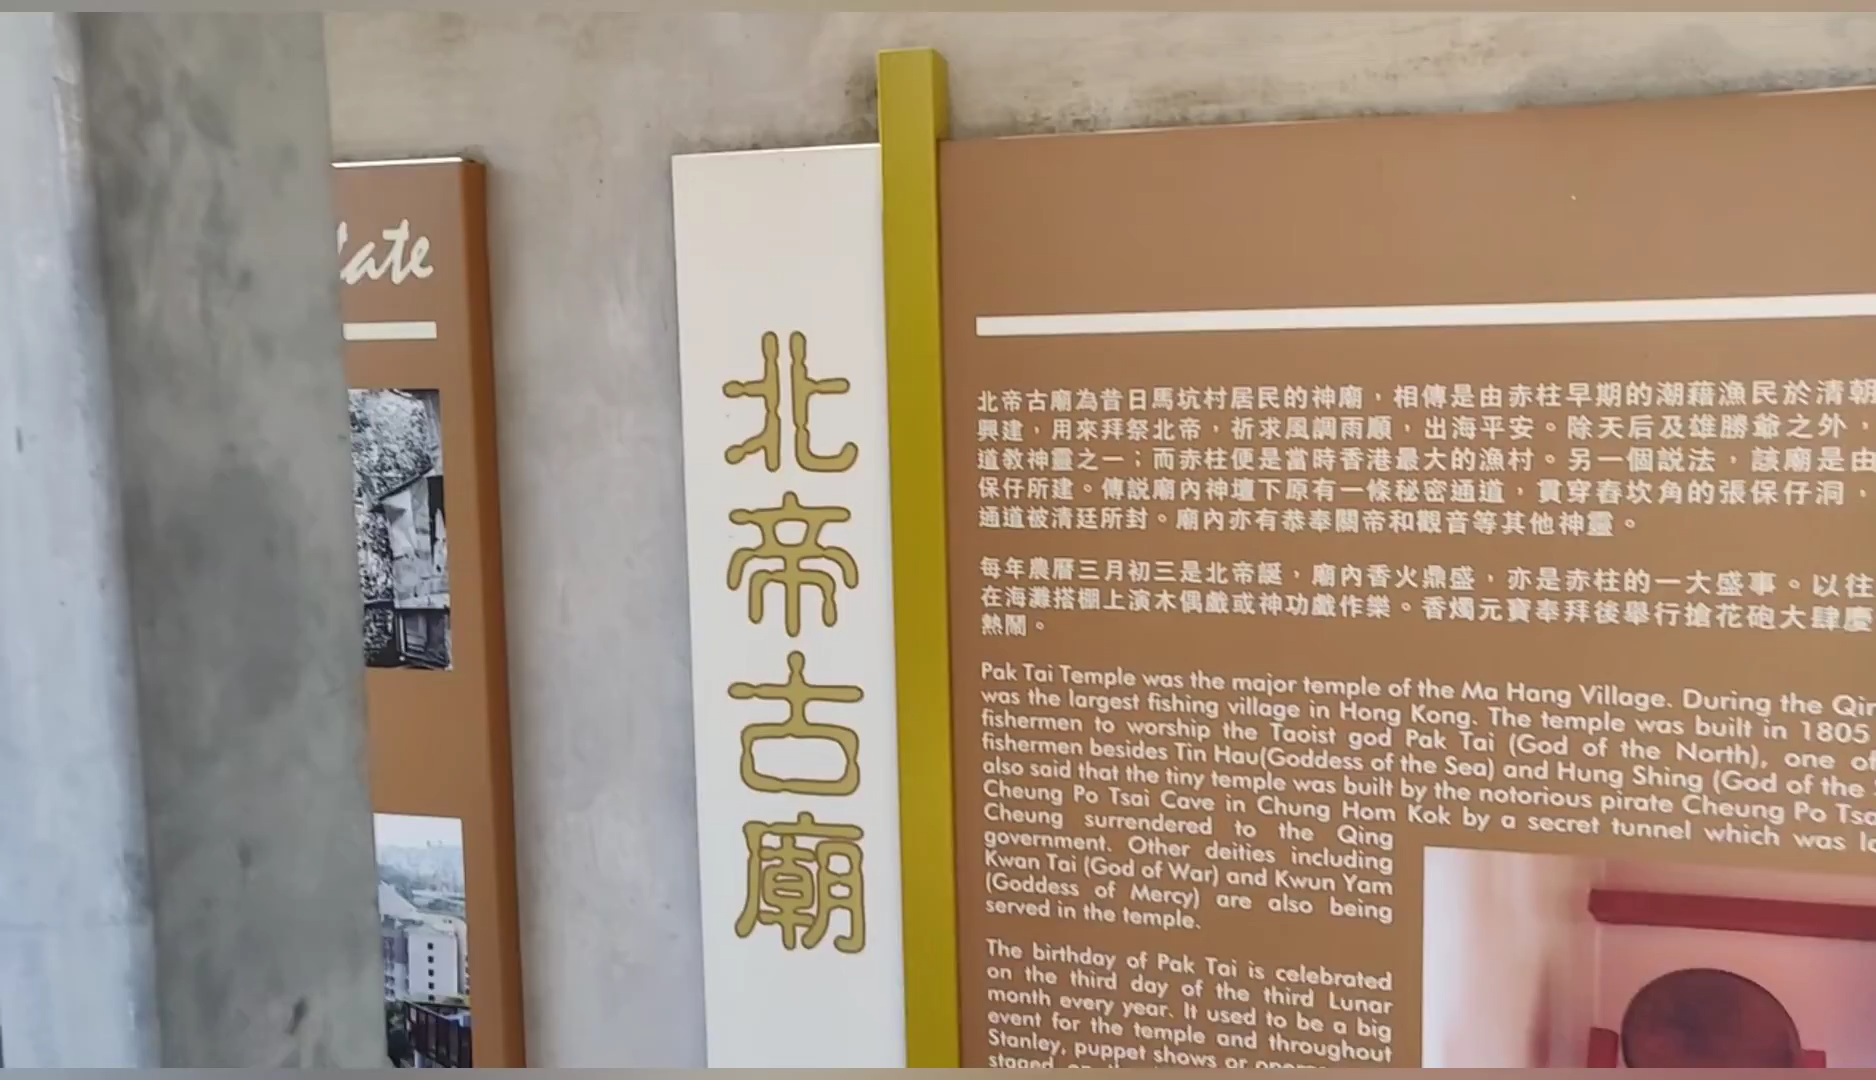 北帝古廟
北帝古廟為昔日馬坑村居民的神廟，相傳是由赤柱早期的潮藉漁民於清朝
興建，用來拜祭北帝，祈求風調雨順，出海平安。除天后及雄勝爺之外，
道教神靈之一；而赤柱便是當時香港最大的漁村。另一個説法，該廟是由
保仔所建。傳説廟內神壇下原有一條秘密通道，貫穿舂坎角的張保仔洞，
通道被清廷所封。廟內亦有恭奉關帝和觀音等其他神靈。
每年農曆三月初三是北帝誕，廟內香火鼎盛，亦是赤柱的一大盛事。以往
在海灘搭棚上演木偶戲或神功戲作樂。香燭元寶奉拜後舉行搶花砲大肆慶
熱鬧。
Pak Tai Temple was the major temple of the Ma Hang Village. During the
was the largest fishing village in Hong Kong. The temple was built in 1805
fishermen to worship the Taoist god Pak Tai (God of the North), one of
fishermen besides Tin Hau(Goddess of the Sea) and Hung Shing (God of the
also said that the tiny temple was built by the notorious pirate Cheung Po
Cheung Po Tsai Cave in Chung Hom Kok by a secret tunnel which was
Cheung surrendered to the Qing
government. Other deities including
Kwan Tai (God of War) and Kwun Yam
(Goddess of Mercy) are also being
served in the temple.
The birthday of Pak Tai is celebrated
on the third day of the third Lunar
month every year. It used to be a big
event for the temple and throughout
Stanley, puppet shows or